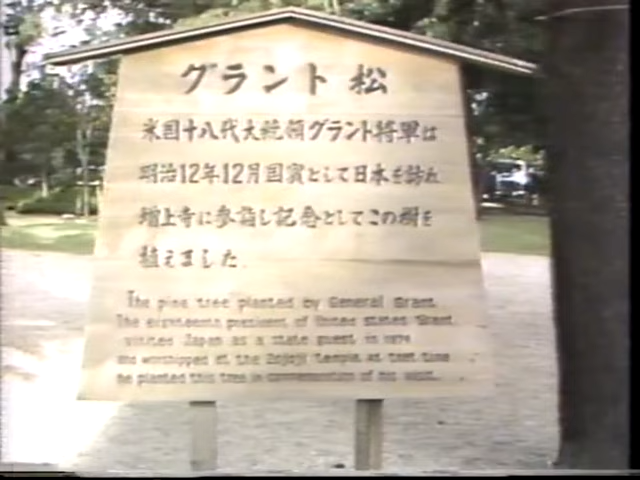 グラント松
米国十八代大統領グラント将軍は
明治12年12月国賓として日本を訪れ
増上寺に参詣し記念としてこの樹を
植えました.
The pine tree planted by General Grant.
The eighteenth president of United states "Grant
visited Japan as a state guest in 1879
and worshipped at the Zojoji Temple, at that time
he planted this tree in commemoration of his visit.